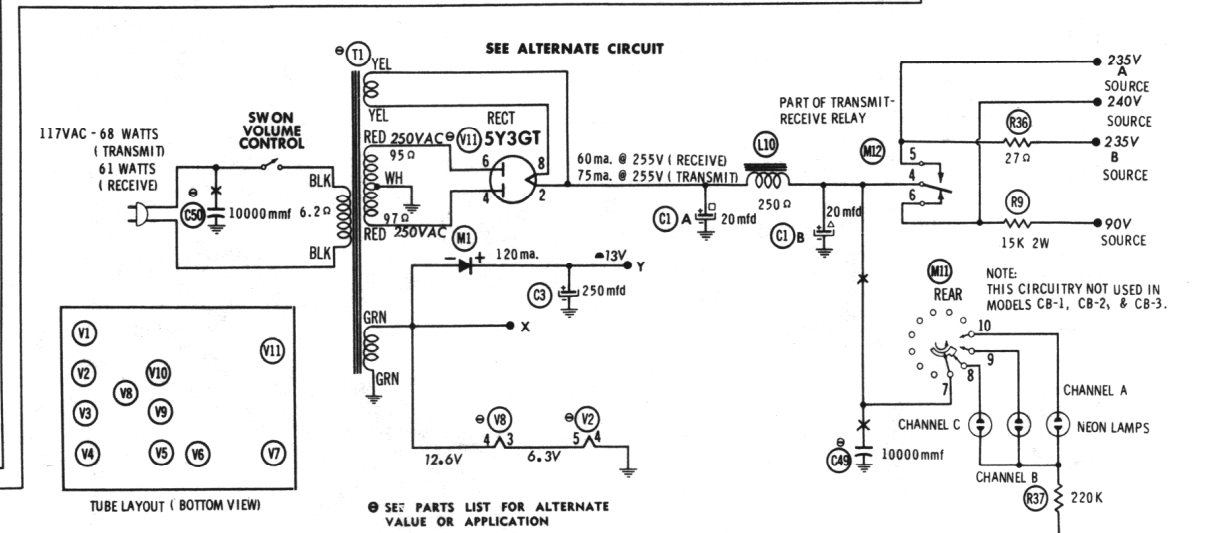 SEE ALTERNATE CIRCUIT
⊖ T1
YEL
YEL
RECT
5Y3GT
⊖ V11
RED 250VAC
95Ω
WH
97Ω
RED 250VAC
6
4
8
2
SW ON
VOLUME
CONTROL
117VAC - 68 WATTS
( TRANSMIT)
61 WATTS
( RECEIVE)
⊖
C50
10000mmf
BLK
6.2Ω
BLK
60ma. @ 255V ( RECEIVE)
75ma. @ 255V ( TRANSMIT)
L10
250Ω
C1 A
20mfd
C1 B
20mfd
PART OF TRANSMIT-
RECEIVE RELAY
M12
5
4
6
235V
A
SOURCE
240V
SOURCE
R36
27Ω
235V
B
SOURCE
R9
15K 2W
90V
SOURCE
M1
- +
120ma.
13V
Y
C3
250mfd
GRN
X
GRN
⊖ V8
4 3
⊖ V2
5 4
12.6V
6.3V
M11
REAR
NOTE:
THIS CIRCUITRY NOT USED IN
MODELS CB-1, CB-2, & CB-3.
10
9
8
7
CHANNEL A
CHANNEL C
NEON LAMPS
CHANNEL B
⊖
C49
10000mmf
R37
220K
V1
V2
V3
V4
V8
V10
V9
V5
V6
V11
V7
TUBE LAYOUT ( BOTTOM VIEW)
⊖ SEE PARTS LIST FOR ALTERNATE
VALUE OR APPLICATION